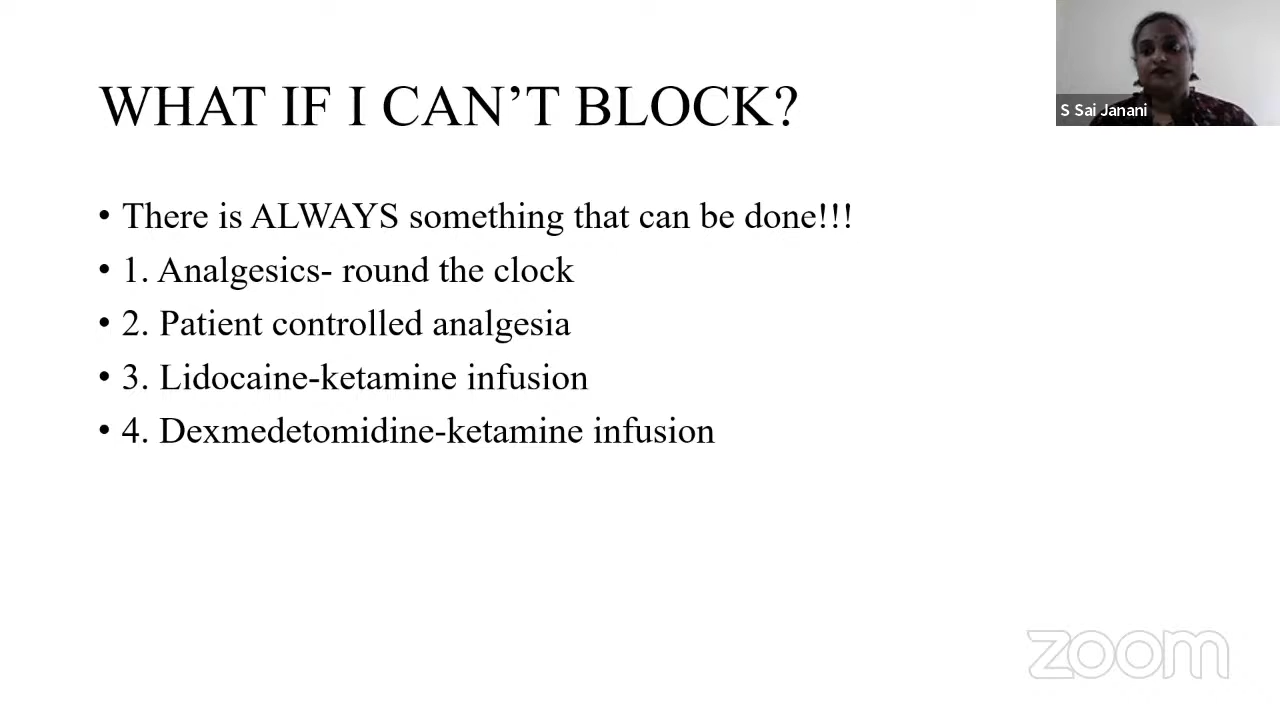 WHAT IF I CAN’T BLOCK?
S Sai Janani
• There is ALWAYS something that can be done!!!
• 1. Analgesics- round the clock
• 2. Patient controlled analgesia
• 3. Lidocaine-ketamine infusion
• 4. Dexmedetomidine-ketamine infusion
zoom